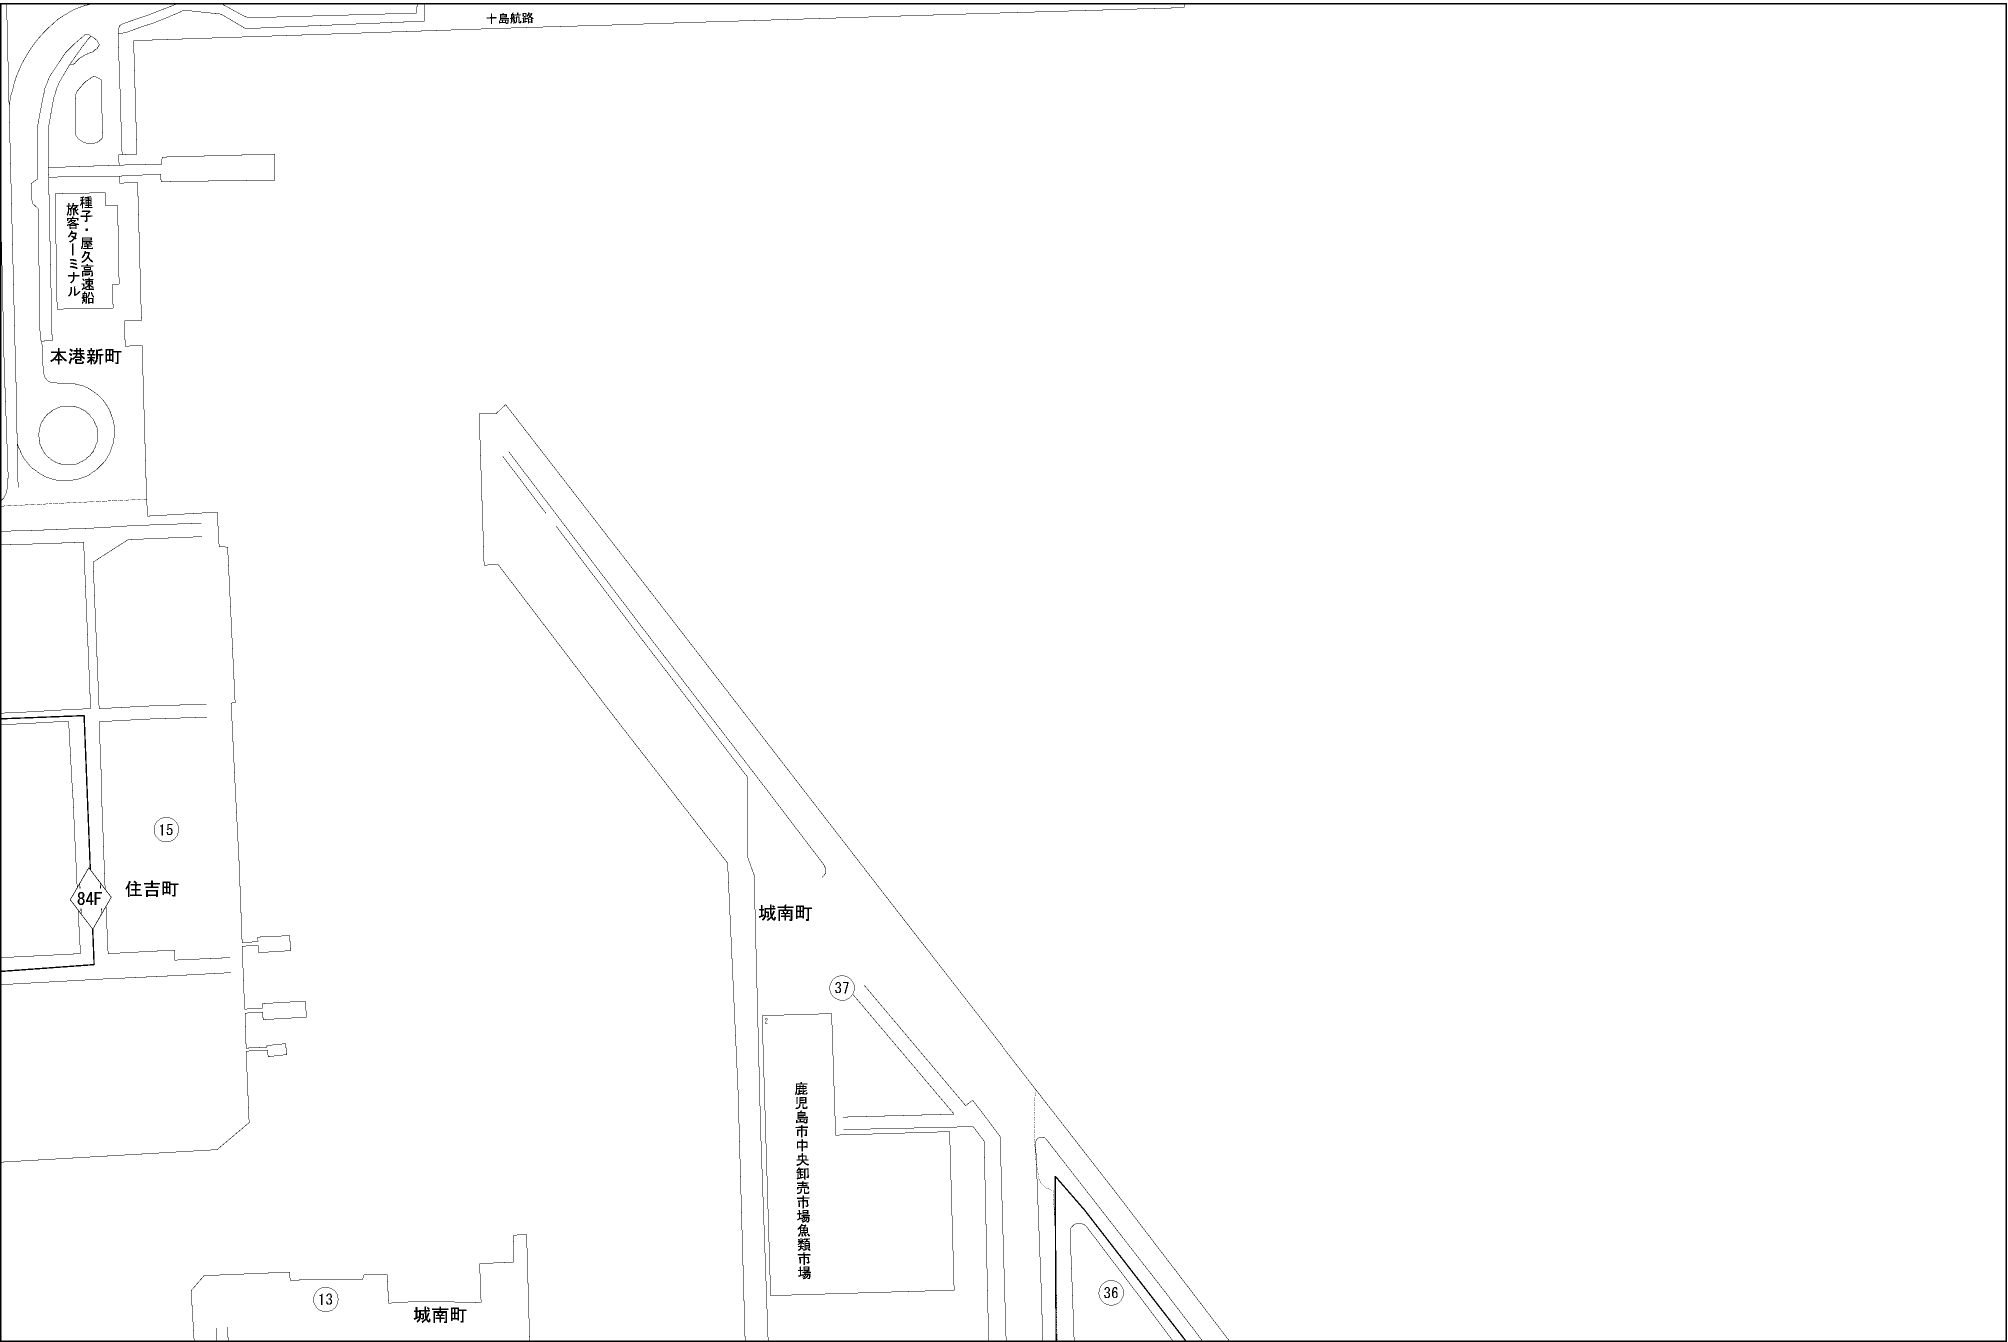 十島航路
種子・屋久高速船
旅客ターミナル
本港新町
15
住吉町
84F
城南町
37
2
鹿児島市中央卸売市場魚類市場
36
13
城南町